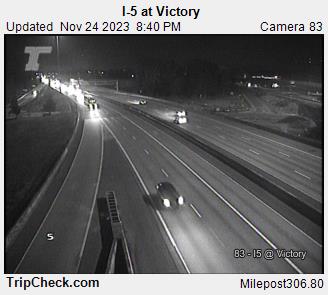 I-5 at Victory
Updated Nov 24 2023 8:40 PM Camera 83
T
S
83 - I5 @ Victory
TripCheck.com Milepost306.80